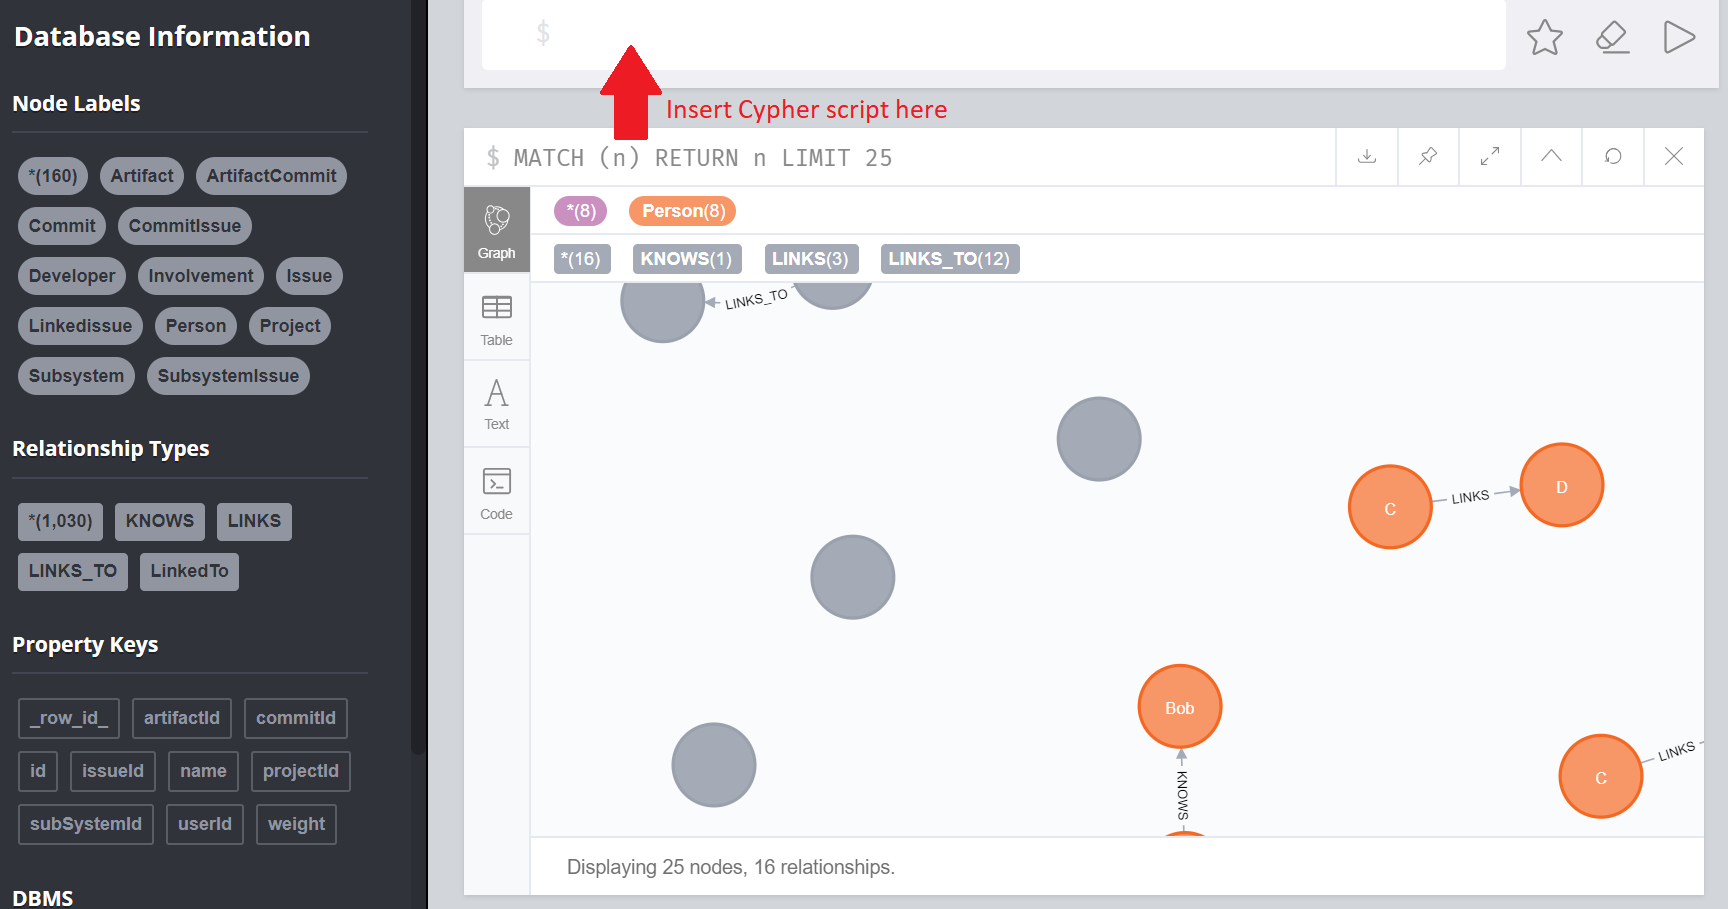 Database Information
Node Labels
*(160) Artifact ArtifactCommit
Commit CommitIssue
Developer Involvement Issue
Linkedissue Person Project
Subsystem SubsystemIssue
Relationship Types
*(1,030) KNOWS LINKS
LINKS_TO LinkedTo
Property Keys
_row_id_ artifactId commitId
id issueId name projectId
subSystemId userId weight
DBMS
$
Insert Cypher script here
$ MATCH (n) RETURN n LIMIT 25
Graph
Table
Text
Code
*(8) Person(8)
*(16) KNOWS(1) LINKS(3) LINKS_TO(12)
LINKS_TO
C LINKS D
Bob
KNOWS
C LINKS
Displaying 25 nodes, 16 relationships.